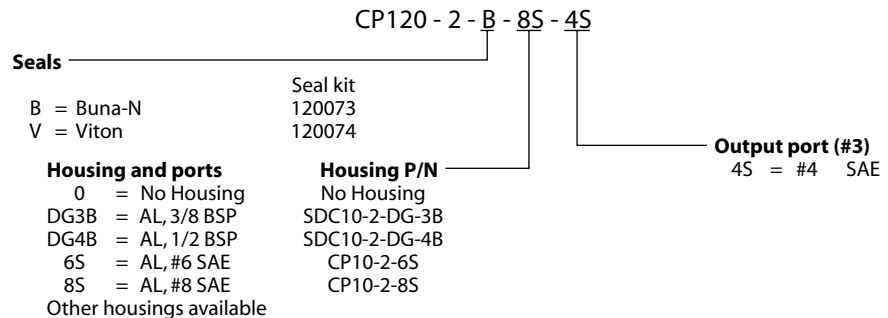 CP120 - 2 - B - 8S - 4S
Seals
Seal kit
B = Buna-N 120073
V = Viton 120074
Output port (#3)
4S = #4 SAE
Housing and ports Housing P/N
0 = No Housing No Housing
DG3B = AL, 3/8 BSP SDC10-2-DG-3B
DG4B = AL, 1/2 BSP SDC10-2-DG-4B
6S = AL, #6 SAE CP10-2-6S
8S = AL, #8 SAE CP10-2-8S
Other housings available